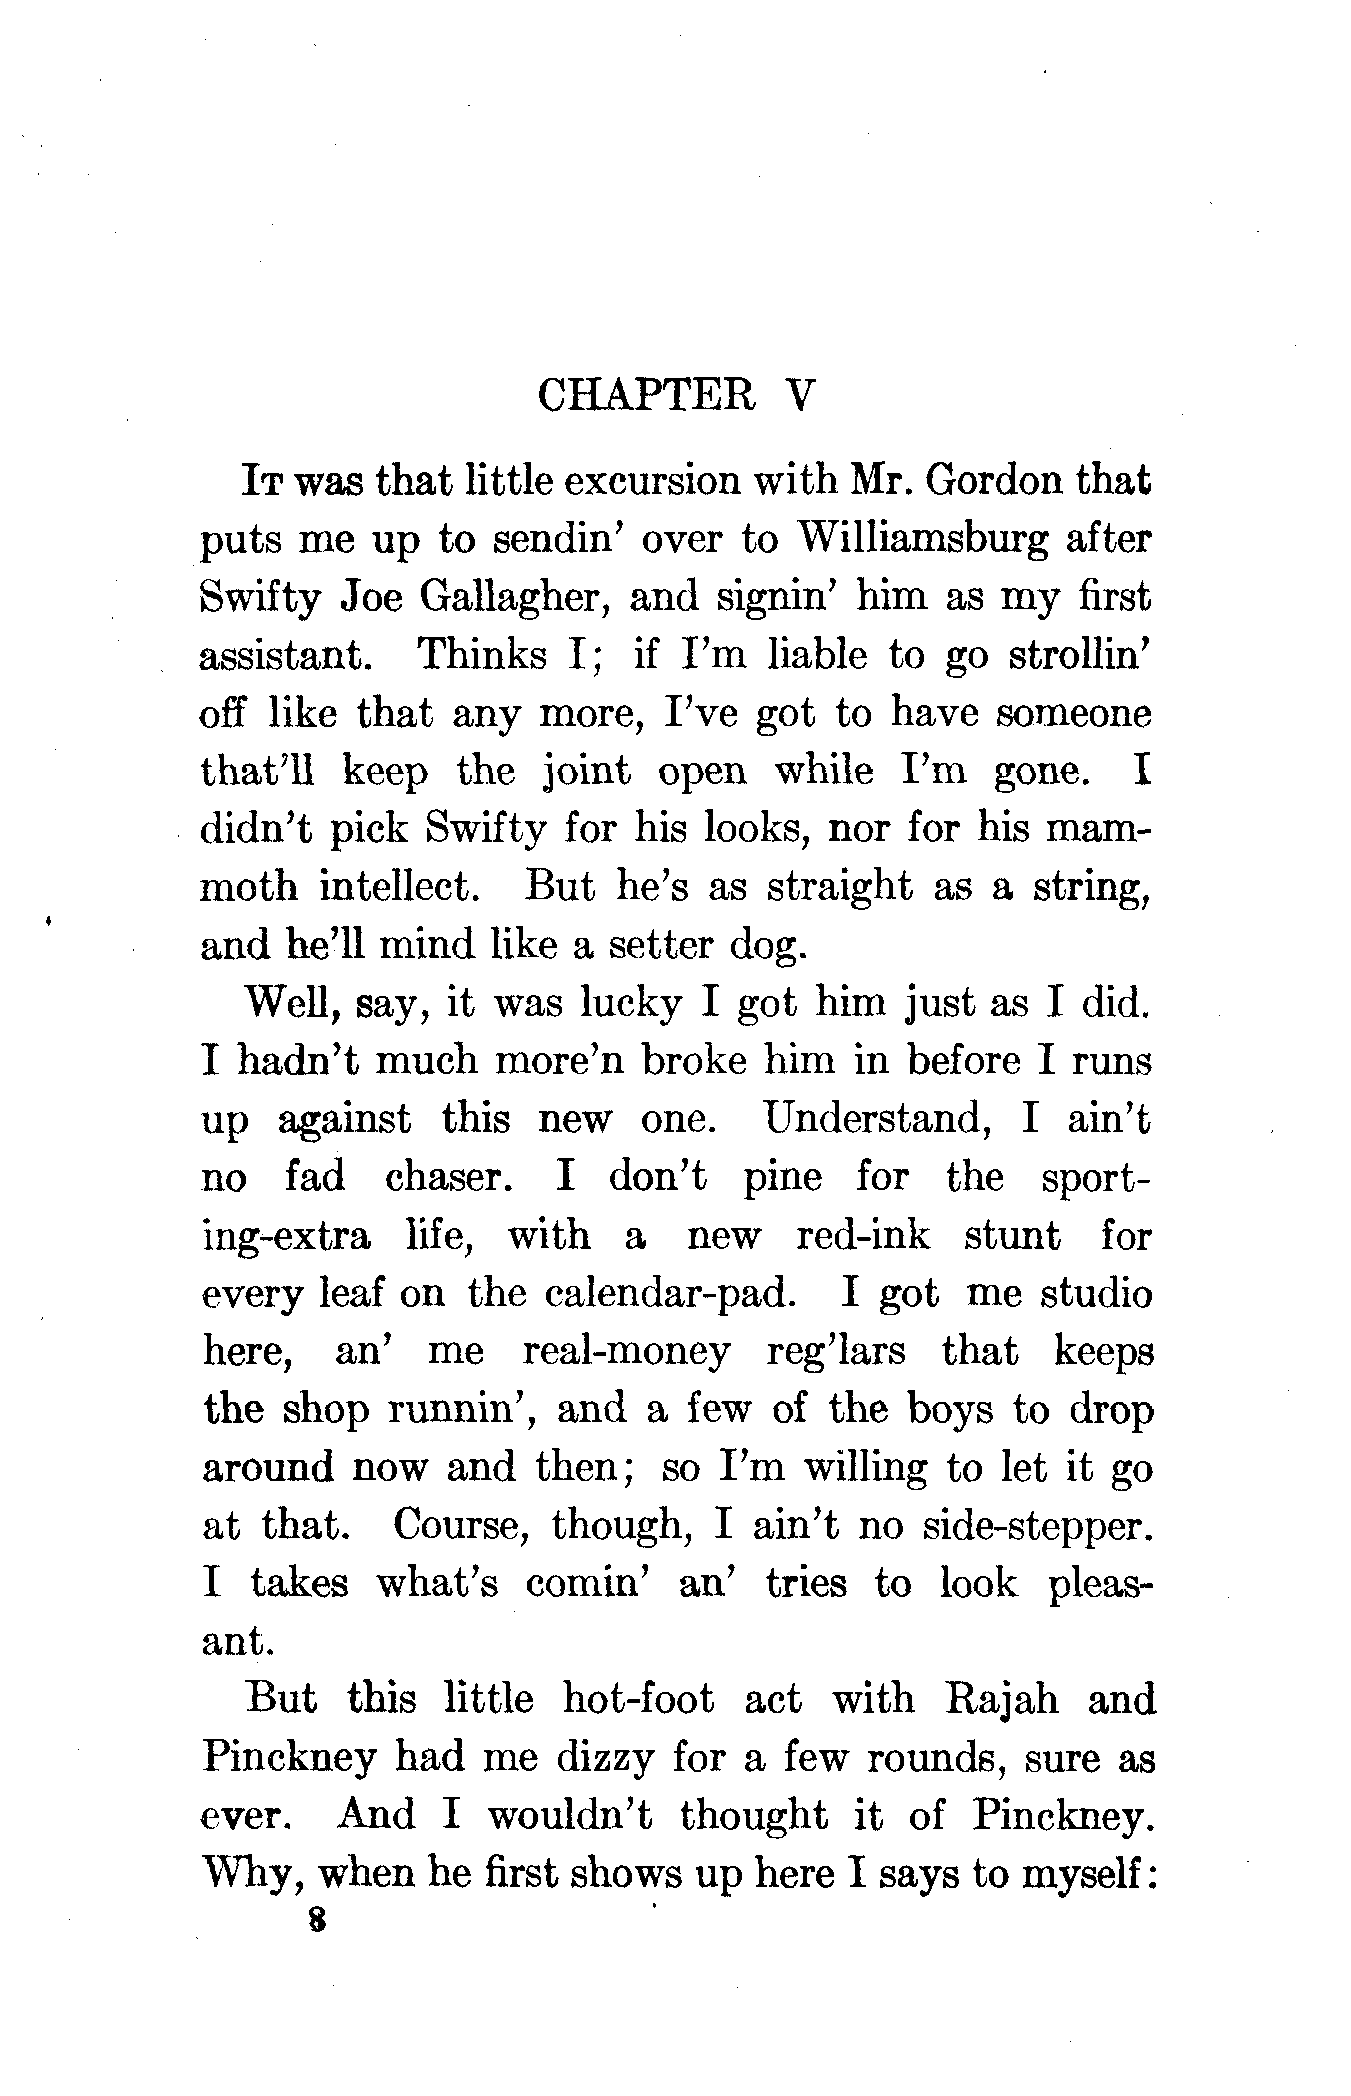 CHAPTER V
IT was that little excursion with Mr. Gordon that
puts me up to sendin' over to Williamsburg after
Swifty Joe Gallagher, and signin' him as my first
assistant. Thinks I; if I'm liable to go strollin'
off like that any more, I've got to have someone
that'll keep the joint open while I'm gone. I
didn't pick Swifty for his looks, nor for his mam-
moth intellect. But he's as straight as a string,
and he'll mind like a setter dog.
Well, say, it was lucky I got him just as I did.
I hadn't much more'n broke him in before I runs
up against this new one. Understand, I ain't
no fad chaser. I don't pine for the sport-
ing-extra life, with a new red-ink stunt for
every leaf on the calendar-pad. I got me studio
here, an' me real-money reg'lars that keeps
the shop runnin', and a few of the boys to drop
around now and then; so I'm willing to let it go
at that. Course, though, I ain't no side-stepper.
I takes what's comin' an' tries to look pleas-
ant.
But this little hot-foot act with Rajah and
Pinckney had me dizzy for a few rounds, sure as
ever. And I wouldn't thought it of Pinckney.
Why, when he first shows up here I says to myself:
8